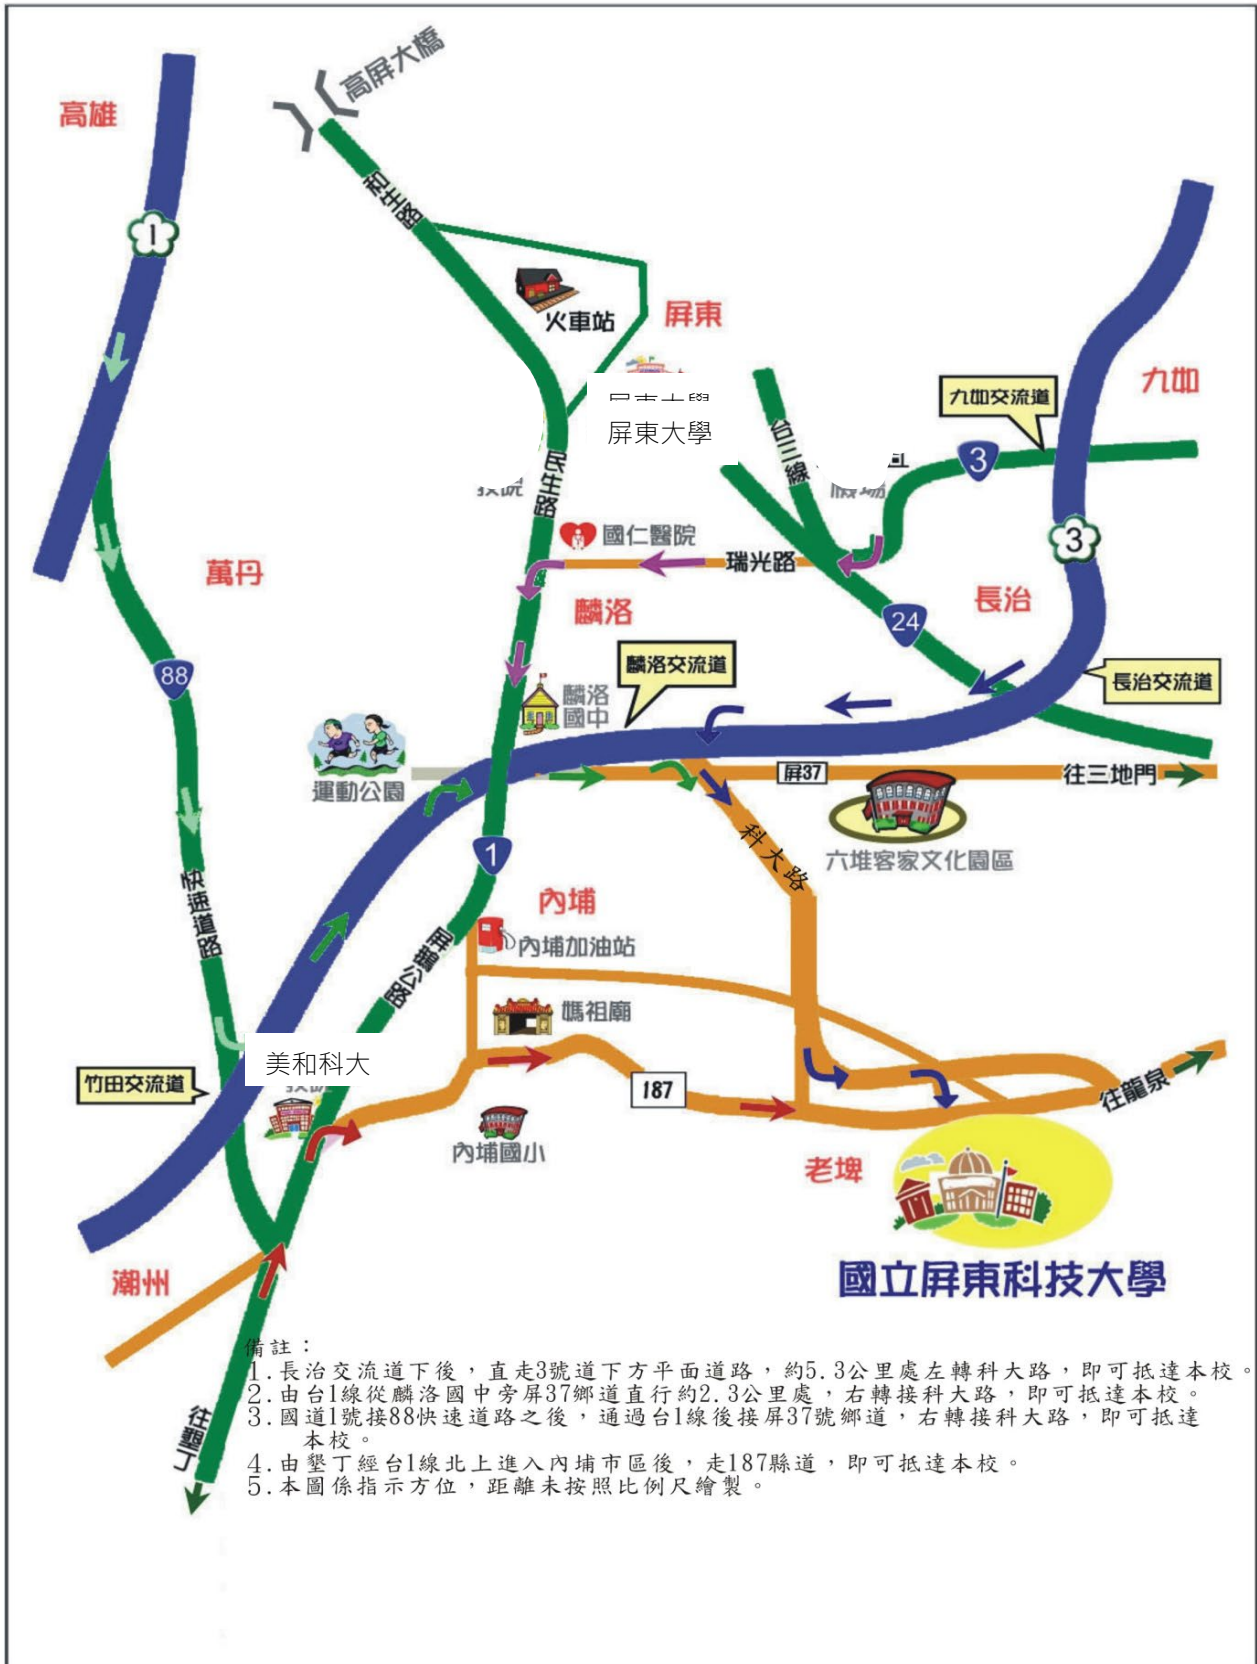 高屏大橋
高雄
1
和生路
火車站
屏東
九如
九如交流道
屏東大學
台三線
3
民生路
國仁醫院
瑞光路
3
萬丹
麟洛
24
長治
88
麟洛交流道
長治交流道
麟洛
國中
運動公園
屏37
往三地門
科大路
六堆客家文化園區
1
快速道路
內埔
屏鵝公路
內埔加油站
媽祖廟
美和科大
竹田交流道
187
往龍泉
內埔國小
老埤
國立屏東科技大學
潮州
往墾丁
備註：
1.長治交流道下後，直走3號道下方平面道路，約5.3公里處左轉科大路，即可抵達本校。
2.由台1線從麟洛國中旁屏37鄉道直行約2.3公里處，右轉接科大路，即可抵達本校。
3.國道1號接88快速道路之後，通過台1線後接屏37號鄉道，右轉接科大路，即可抵達
本校。
4.由墾丁經台1線北上進入內埔市區後，走187縣道，即可抵達本校。
5.本圖係指示方位，距離未按照比例尺繪製。